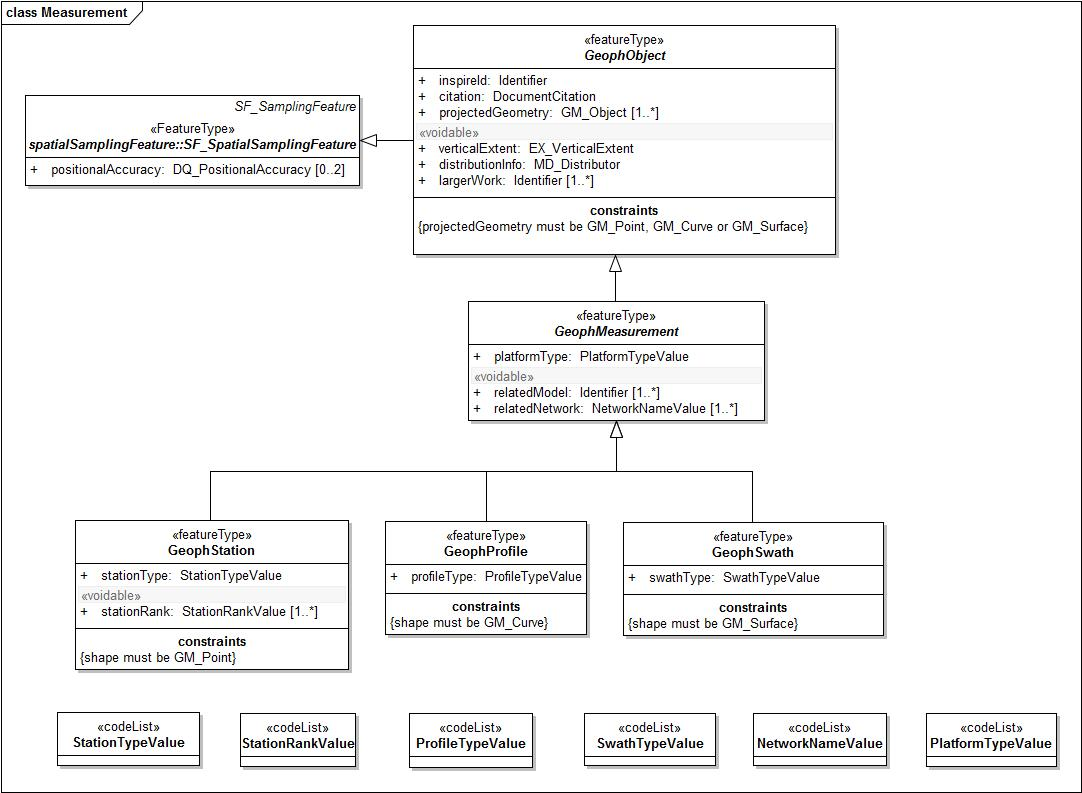 class Measurement
«featureType»
GeophObject
+ inspireId: Identifier
+ citation: DocumentCitation
+ projectedGeometry: GM_Object [1..*]
«voidable»
+ verticalExtent: EX_VerticalExtent
+ distributionInfo: MD_Distributor
+ largerWork: Identifier [1..*]
constraints
{projectedGeometry must be GM_Point, GM_Curve or GM_Surface}
SF_SamplingFeature
«FeatureType»
spatialSamplingFeature::SF_SpatialSamplingFeature
+ positionalAccuracy: DQ_PositionalAccuracy [0..2]
«featureType»
GeophMeasurement
+ platformType: PlatformTypeValue
«voidable»
+ relatedModel: Identifier [1..*]
+ relatedNetwork: NetworkNameValue [1..*]
«featureType»
GeophStation
+ stationType: StationTypeValue
«voidable»
+ stationRank: StationRankValue [1..*]
constraints
{shape must be GM_Point}
«featureType»
GeophProfile
+ profileType: ProfileTypeValue
constraints
{shape must be GM_Curve}
«featureType»
GeophSwath
+ swathType: SwathTypeValue
constraints
{shape must be GM_Surface}
«codeList»
StationTypeValue
«codeList»
StationRankValue
«codeList»
ProfileTypeValue
«codeList»
SwathTypeValue
«codeList»
NetworkNameValue
«codeList»
PlatformTypeValue